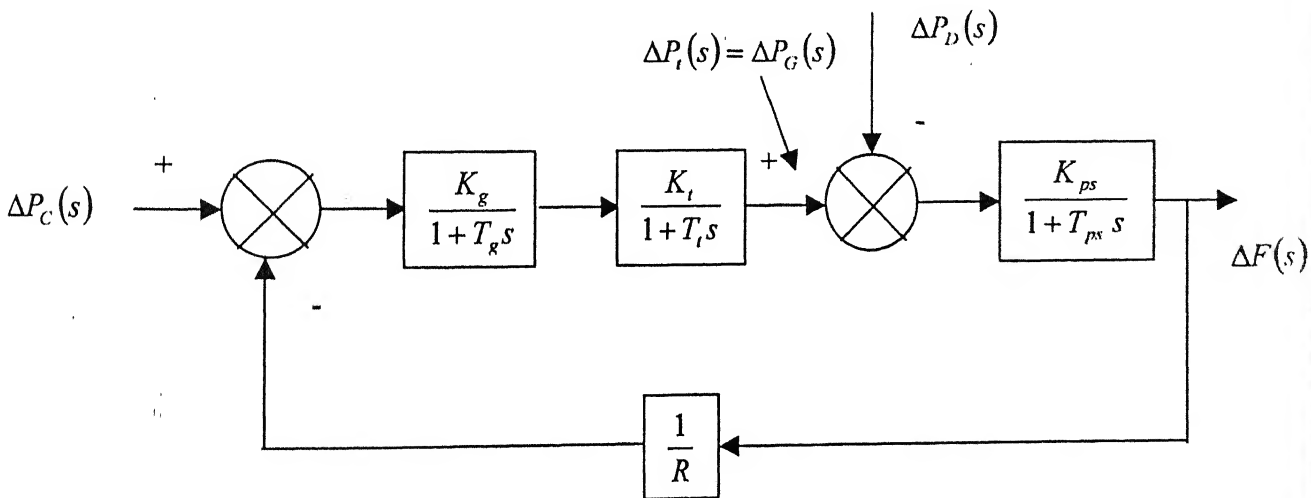 ΔP_D(s)
ΔP_t(s) = ΔP_G(s)
ΔP_C(s)
+
K_g
1 + T_g s
K_t
1 + T_t s
+
-
K_ps
1 + T_ps s
ΔF(s)
-
1
R